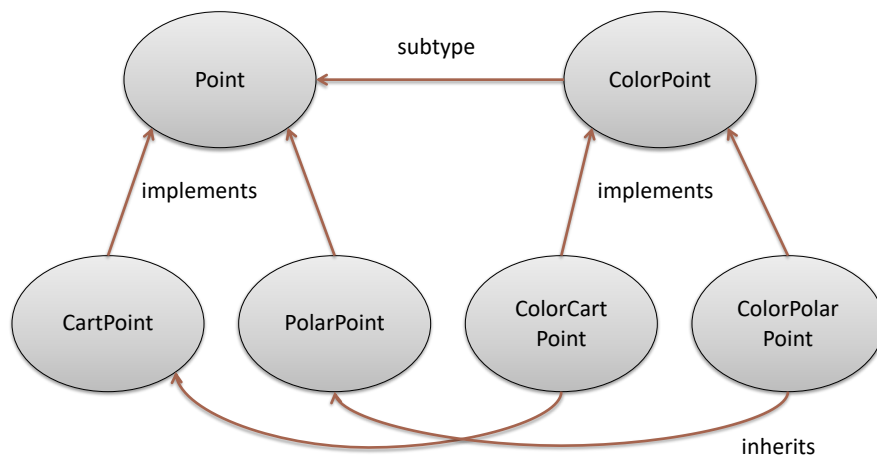 subtype
Point
ColorPoint
implements
implements
CartPoint
PolarPoint
ColorCart
Point
ColorPolar
Point
inherits